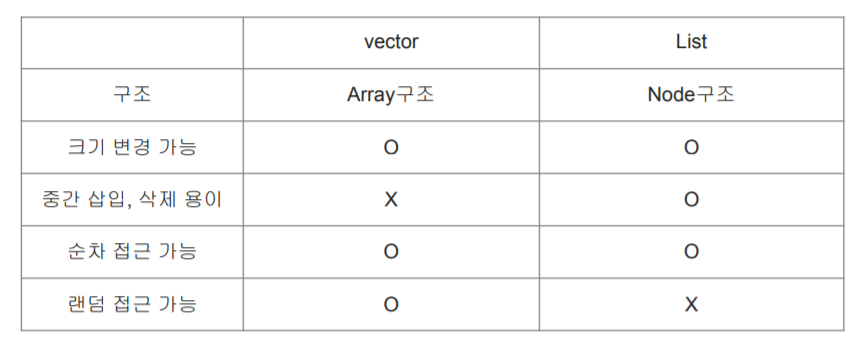 vector List
구조 Array구조 Node구조
크기 변경 가능 O O
중간 삽입, 삭제 용이 X O
순차 접근 가능 O O
랜덤 접근 가능 O X